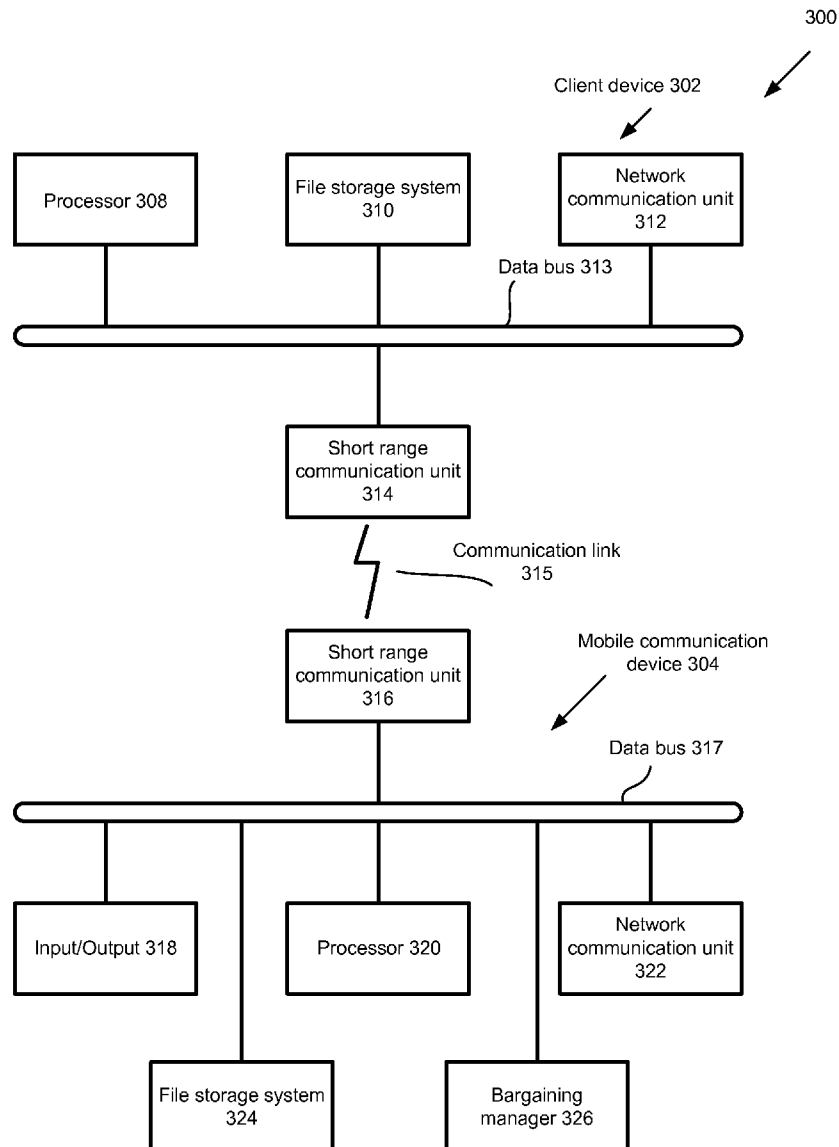 300
Client device 302
Processor 308
File storage system
310
Network
communication unit
312
Data bus 313
Short range
communication unit
314
Communication link
315
Short range
communication unit
316
Mobile communication
device 304
Data bus 317
Input/Output 318
Processor 320
Network
communication unit
322
File storage system
324
Bargaining
manager 326